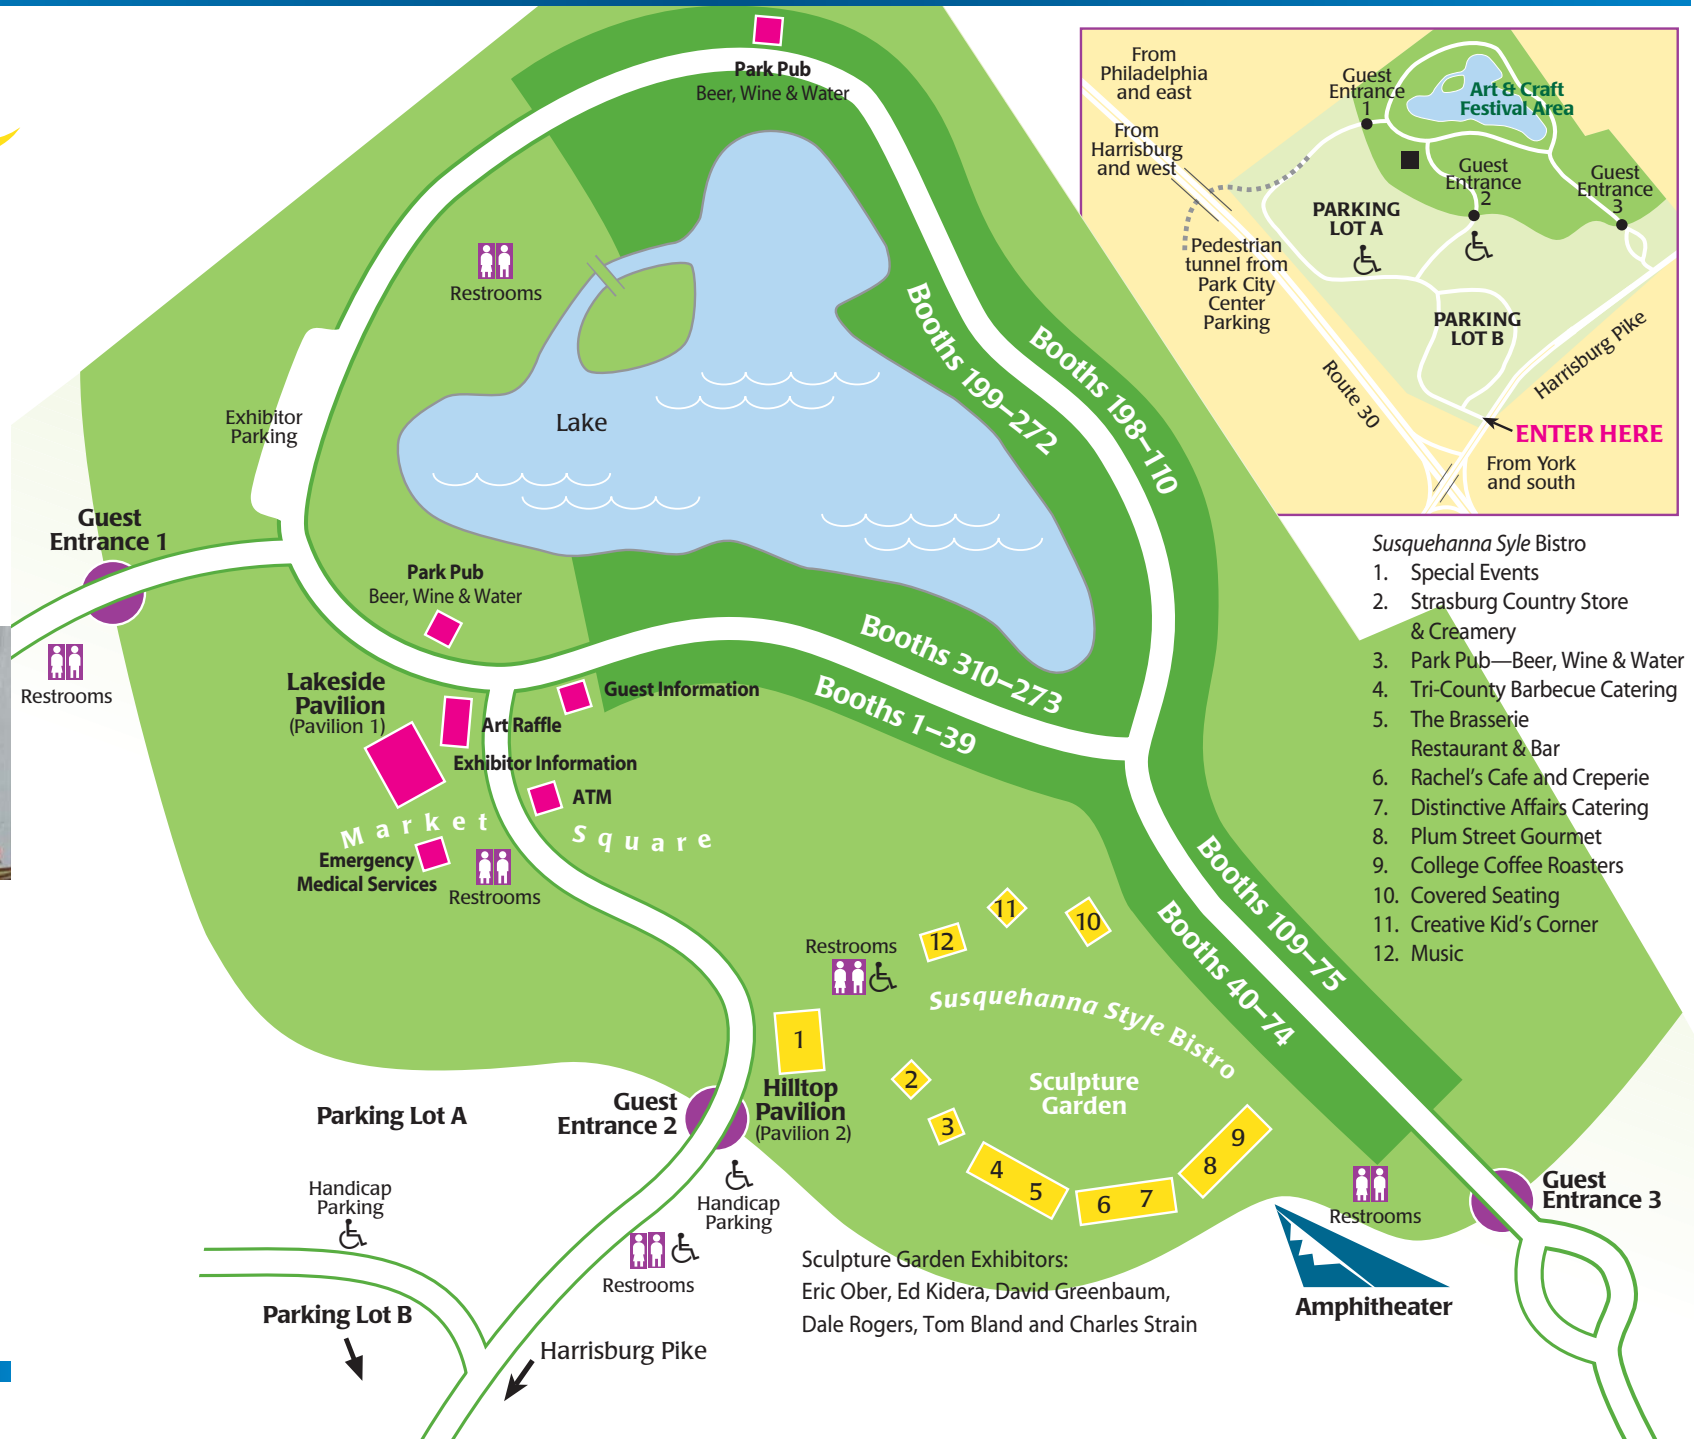 Park Pub
Beer, Wine & Water
From
Philadelphia
and east
From
Harrisburg
and west
Guest
Entrance
1
Art & Craft
Festival Area
Guest
Entrance
2
Guest
Entrance
3
PARKING
LOT A
Pedestrian
tunnel from
Park City
Center
Parking
PARKING
LOT B
Route 30
Harrisburg Pike
ENTER HERE
From York
and south
Restrooms
Exhibitor
Parking
Lake
Booths 199–272
Booths 198–110
Guest
Entrance 1
Restrooms
Park Pub
Beer, Wine & Water
Booths 310–273
Booths 1–39
Lakeside
Pavilion
(Pavilion 1)
Art Raffle
Guest Information
Exhibitor Information
ATM
Market Square
Emergency
Medical Services
Restrooms
Susquehanna Syle Bistro
1. Special Events
2. Strasburg Country Store
& Creamery
3. Park Pub—Beer, Wine & Water
4. Tri-County Barbecue Catering
5. The Brasserie
Restaurant & Bar
6. Rachel's Cafe and Creperie
7. Distinctive Affairs Catering
8. Plum Street Gourmet
9. College Coffee Roasters
10. Covered Seating
11. Creative Kid's Corner
12. Music
Booths 109–75
Booths 40–74
11
10
12
Restrooms
Susquehanna Style Bistro
1
Hilltop
Pavilion
(Pavilion 2)
2
Sculpture
Garden
3
4
5
6
7
8
9
Parking Lot A
Guest
Entrance 2
Handicap
Parking
Handicap
Parking
Restrooms
Parking Lot B
Harrisburg Pike
Sculpture Garden Exhibitors:
Eric Ober, Ed Kidera, David Greenbaum,
Dale Rogers, Tom Bland and Charles Strain
Restrooms
Guest
Entrance 3
Amphitheater